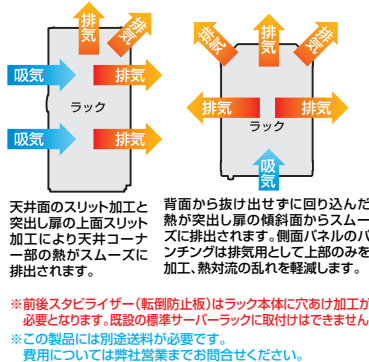 排気
排気
吸気
排気
ラック
吸気
排気
排気
排気
排気
排気
排気
ラック
吸気
天井面のスリット加工と
突出し扉の上面スリット
加工により天井コーナ
ー部の熱がスムーズに
排出されます。
背面から抜け出せずに回り込んだ
熱が突出し扉の傾斜面からスムー
ズに排出されます。側面パネルのパ
ンチングは排気用として上部のみを
加工、熱対流の乱れを軽減します。
※前後スタビライザー（転倒防止板）はラック本体に穴あけ加工が
必要となります。既設の標準サーバーラックに取付けはできません
※この製品には別途送料が必要です。
費用については弊社営業までお問合せください。